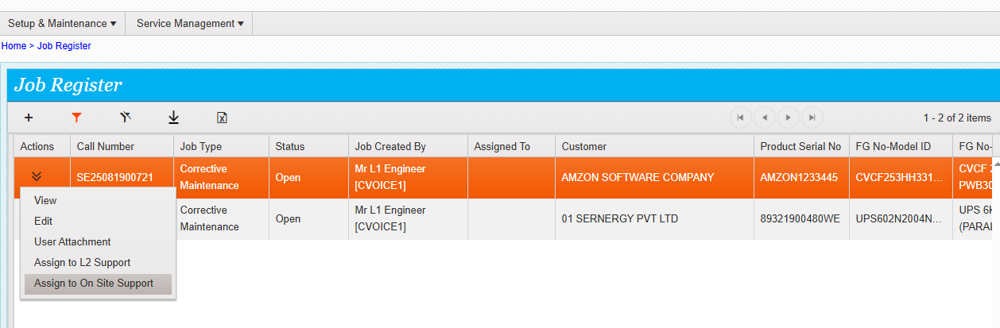 Setup & Maintenance Service Management
Home > Job Register
Job Register
1 - 2 of 2 items
Actions Call Number Job Type Status Job Created By Assigned To Customer Product Serial No FG No-Model ID FG No-
SE25081900721 Corrective Maintenance Open Mr L1 Engineer [CVOICE1] AMZON SOFTWARE COMPANY AMZON1233445 CVCF253HH331... CVCF 2
PWB30
View
Edit
User Attachment
Assign to L2 Support
Assign to On Site Support
Corrective Maintenance Open Mr L1 Engineer [CVOICE1] 01 SERNERGY PVT LTD 89321900480WE UPS602N2004N... UPS 6K
(PARAL